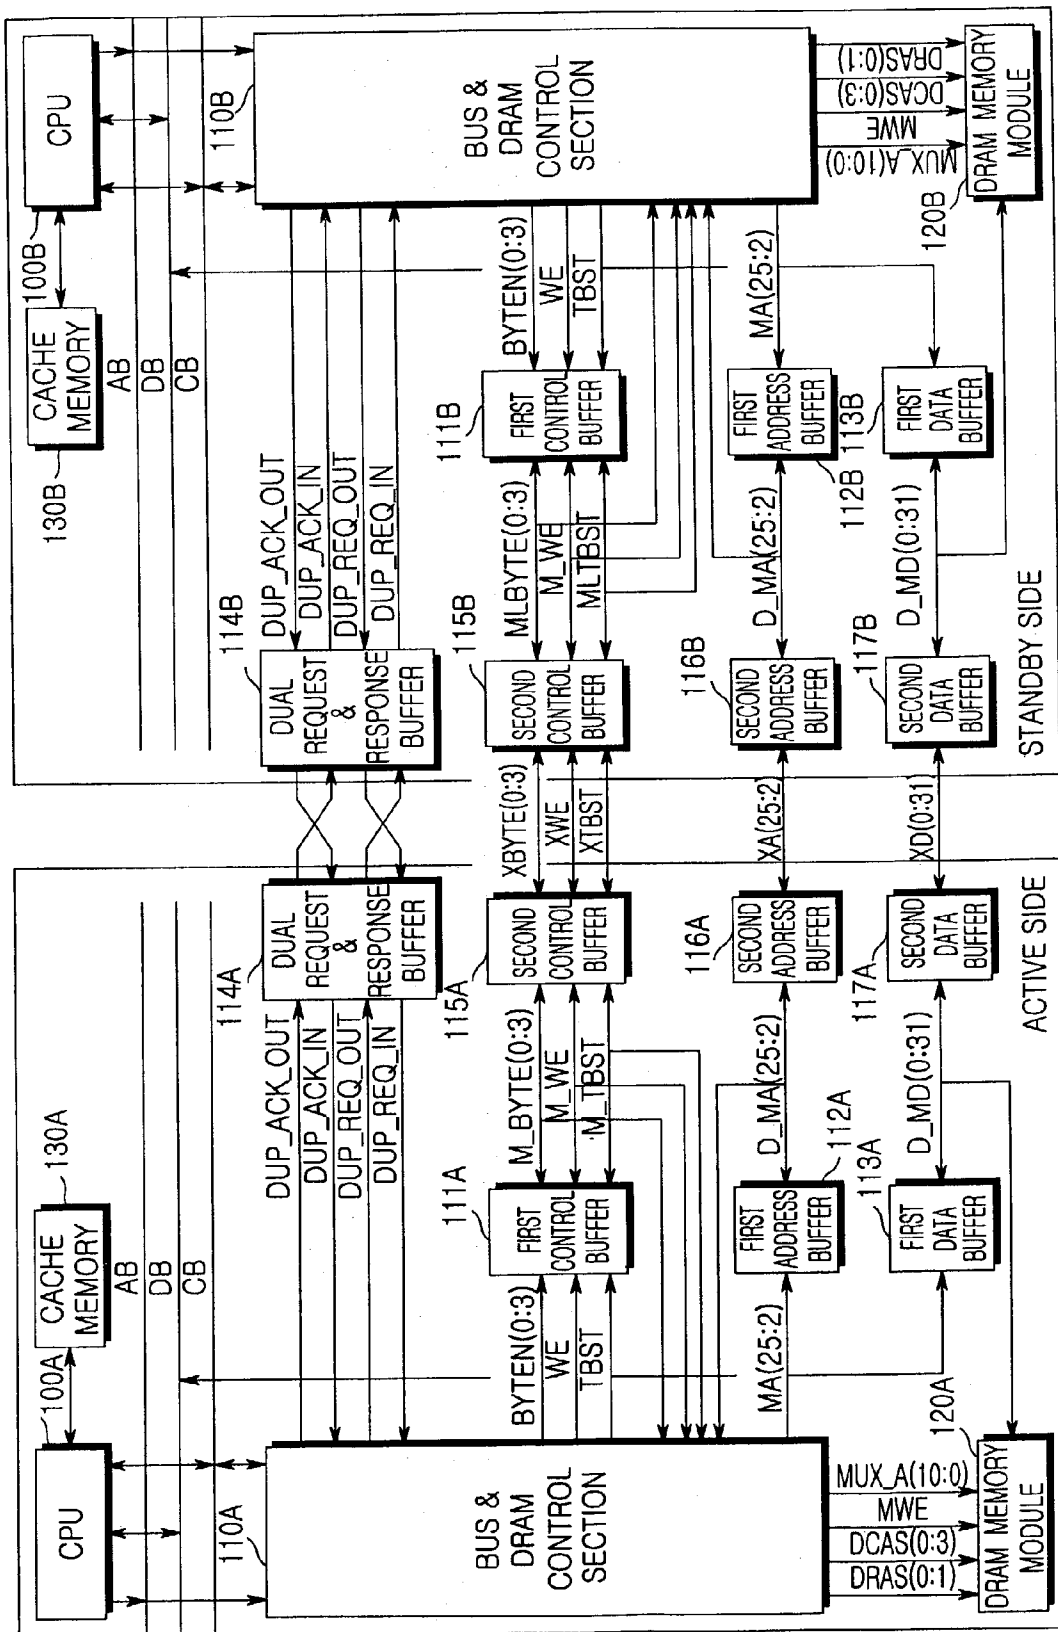 CPU
100A
CACHE
MEMORY
130A
AB
DB
CB
110A
BUS &
DRAM
CONTROL
SECTION
DUP_ACK_OUT
DUP_ACK_IN
DUP_REQ_OUT
DUP_REQ_IN
114A
DUAL
REQUEST
&
RESPONSE
BUFFER
BYTEN(0:3)
WE
TBST
111A
FIRST
CONTROL
BUFFER
M_BYTE(0:3)
M_WE
M_TBST
115A
SECOND
CONTROL
BUFFER
MA(25:2)
FIRST
ADDRESS
BUFFER
112A
D_MA(25:2)
116A
SECOND
ADDRESS
BUFFER
113A
FIRST
DATA
BUFFER
D_MD(0:31)
117A
SECOND
DATA
BUFFER
MUX_A(10:0)
MWE
DCAS(0:3)
DRAS(0:1)
120A
DRAM MEMORY
MODULE
ACTIVE SIDE
XBYTE(0:3)
XWE
XTBST
XA(25:2)
XD(0:31)
CPU
100B
CACHE
MEMORY
130B
AB
DB
CB
110B
BUS &
DRAM
CONTROL
SECTION
DUP_ACK_OUT
DUP_ACK_IN
DUP_REQ_OUT
DUP_REQ_IN
114B
DUAL
REQUEST
&
RESPONSE
BUFFER
BYTEN(0:3)
WE
TBST
111B
FIRST
CONTROL
BUFFER
MLBYTE(0:3)
M_WE
MLTBST
115B
SECOND
CONTROL
BUFFER
MA(25:2)
FIRST
ADDRESS
BUFFER
112B
D_MA(25:2)
116B
SECOND
ADDRESS
BUFFER
113B
FIRST
DATA
BUFFER
D_MD(0:31)
117B
SECOND
DATA
BUFFER
MUX_A(10:0)
MWE
DCAS(0:3)
DRAS(0:1)
120B
DRAM MEMORY
MODULE
STANDBY SIDE